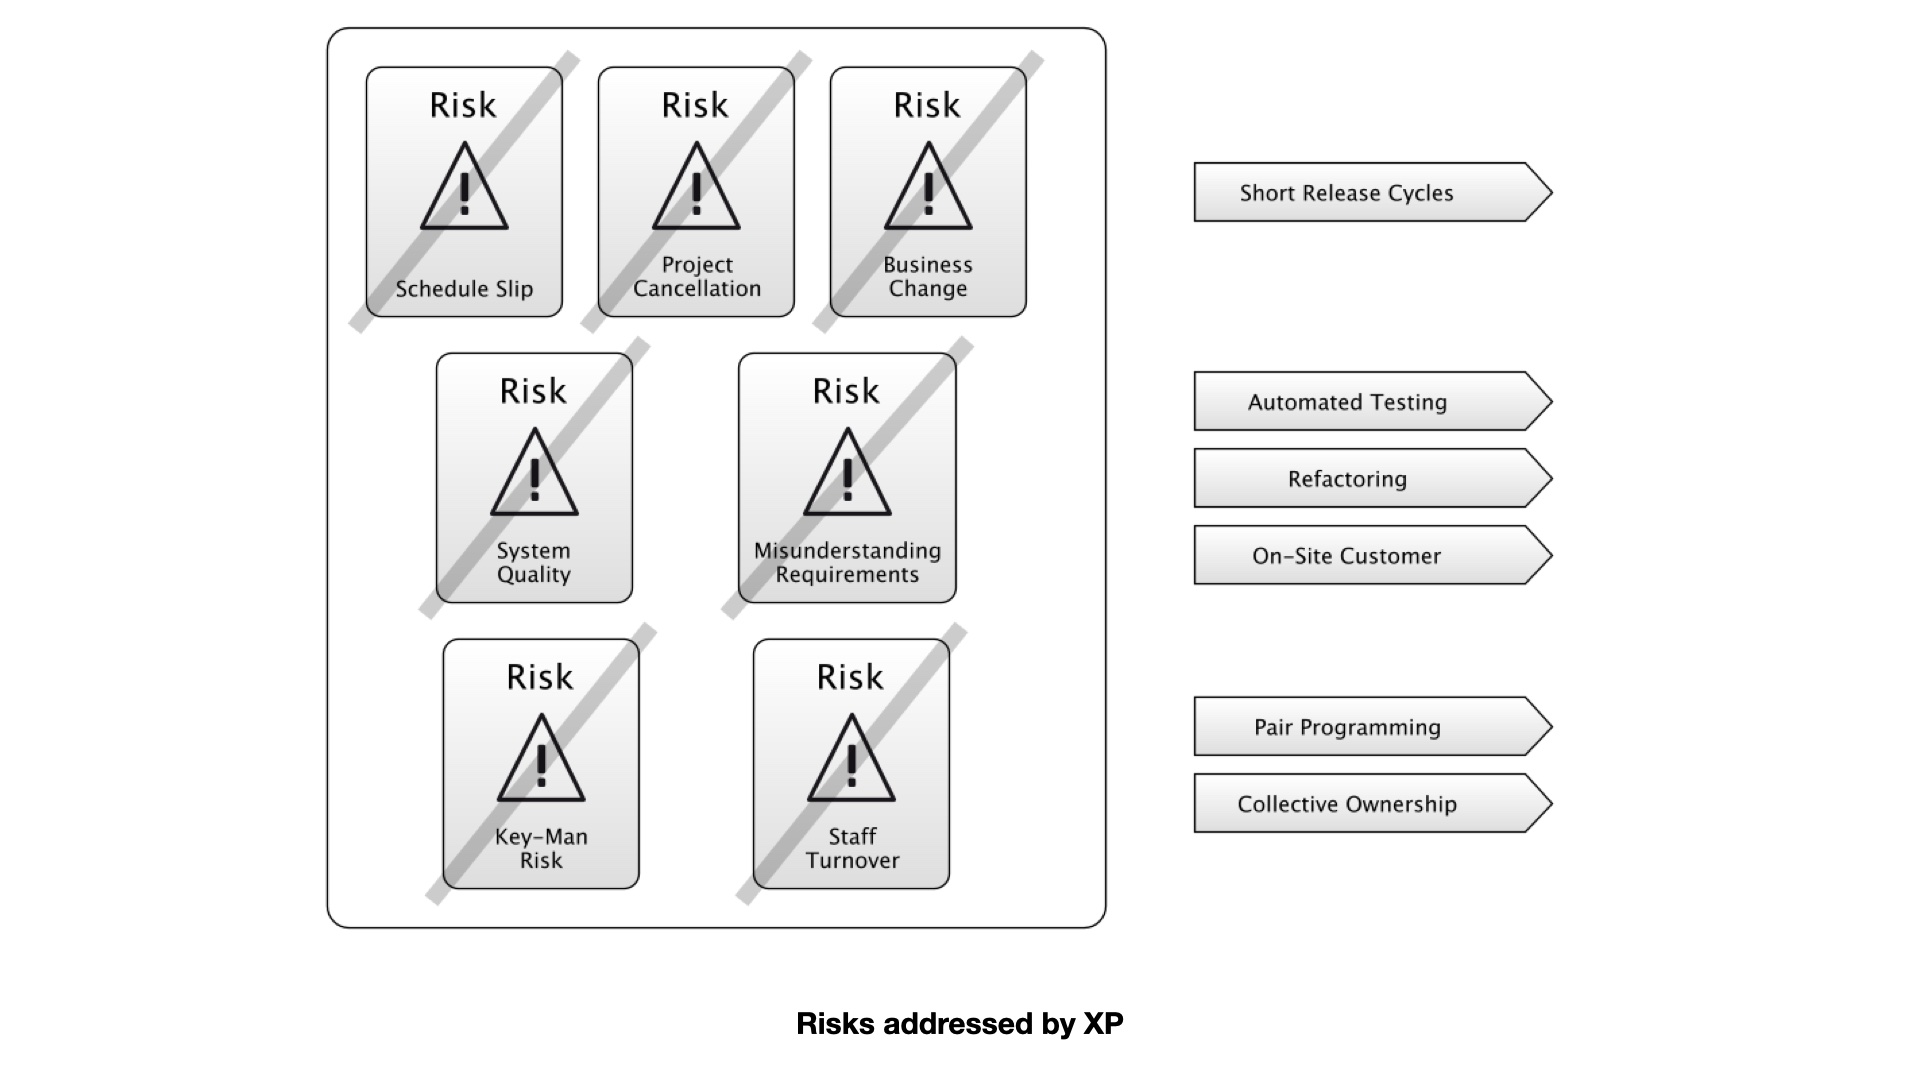 Risk
!
Schedule Slip
Risk
!
Project
Cancellation
Risk
!
Business
Change
Short Release Cycles
Risk
!
System
Quality
Risk
!
Misunderstanding
Requirements
Automated Testing
Refactoring
On-Site Customer
Risk
!
Key-Man
Risk
Risk
!
Staff
Turnover
Pair Programming
Collective Ownership
Risks addressed by XP